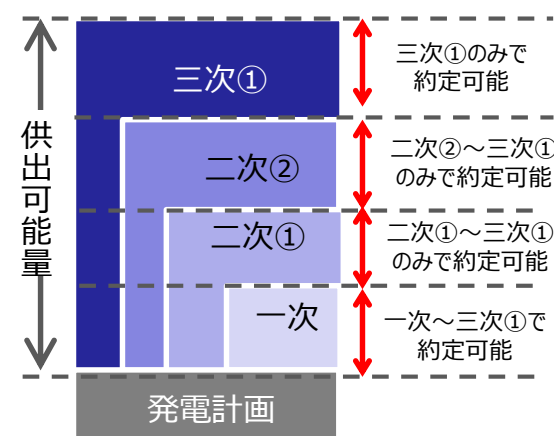 供出可能量
三次①
三次①のみで
約定可能
二次②
二次②～三次①
のみで約定可能
二次①
二次①～三次①
のみで約定可能
一次
一次～三次①で
約定可能
発電計画